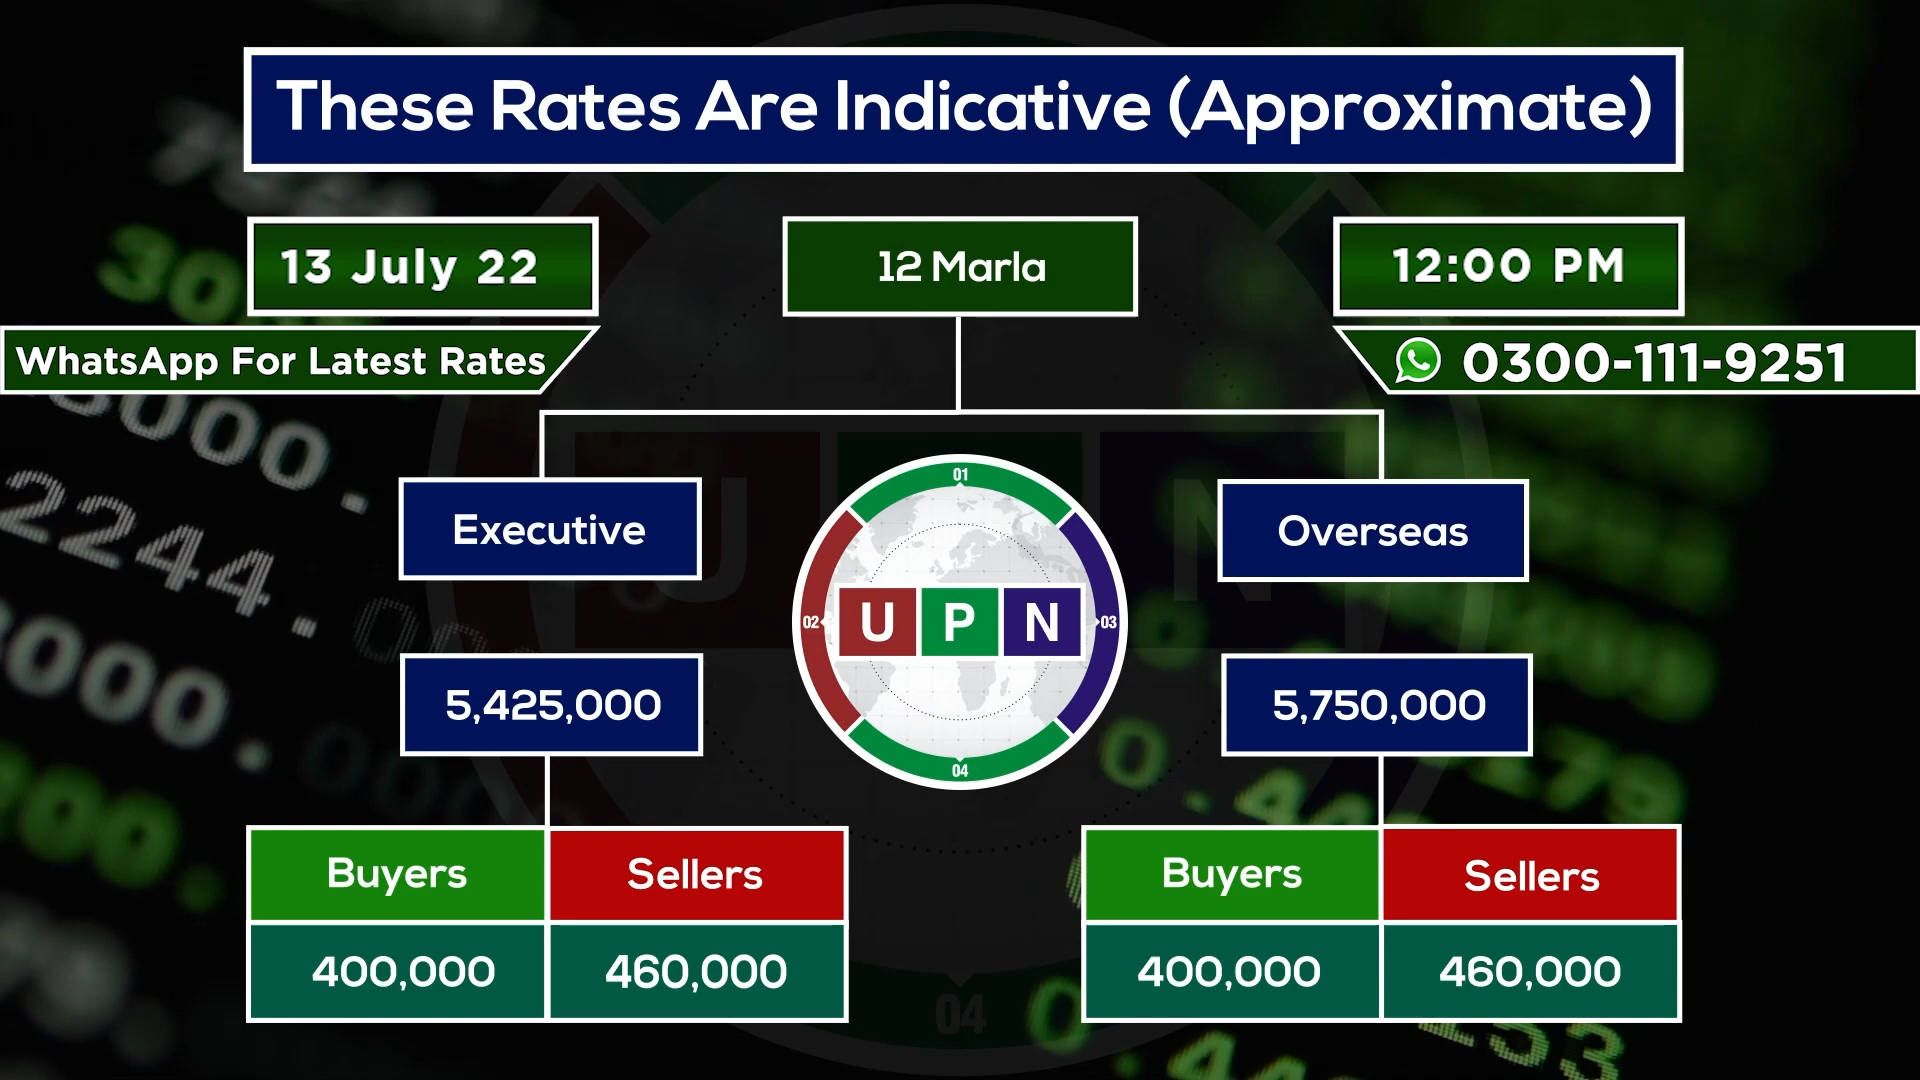 These Rates Are Indicative (Approximate)
13 July 22
12 Marla
12:00 PM
WhatsApp For Latest Rates
0300-111-9251
Executive
Overseas
01
02
U P N
03
04
5,425,000
5,750,000
Buyers
Sellers
Buyers
Sellers
400,000
460,000
400,000
460,000
04